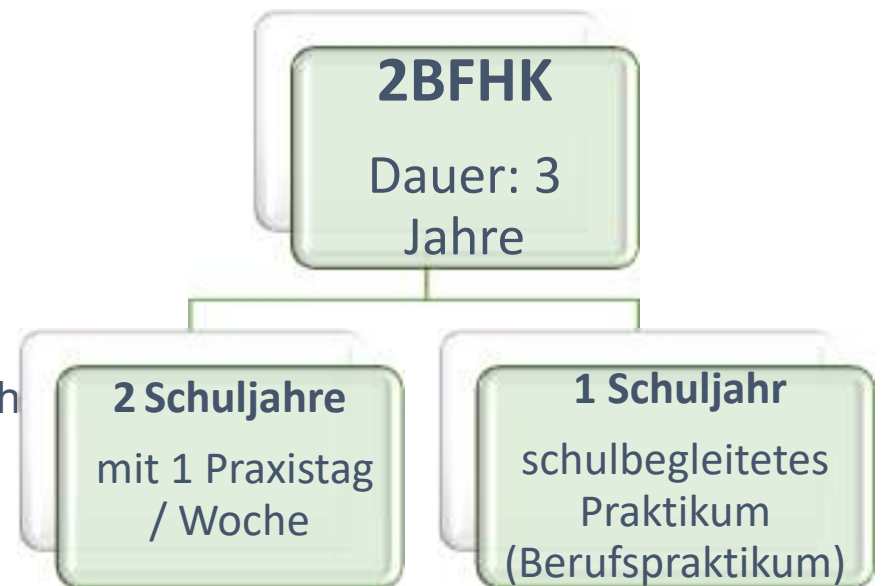 2BFHK
Dauer: 3
Jahre
h
2 Schuljahre
mit 1 Praxistag
/ Woche
1 Schuljahr
schulbegleitetes
Praktikum
(Berufspraktikum)